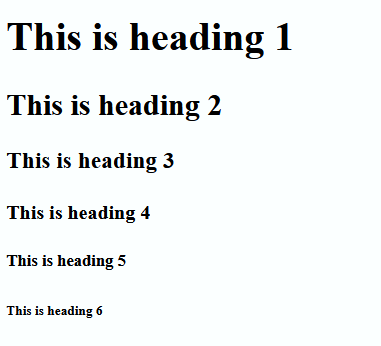 This is heading 1
This is heading 2
This is heading 3
This is heading 4
This is heading 5
This is heading 6